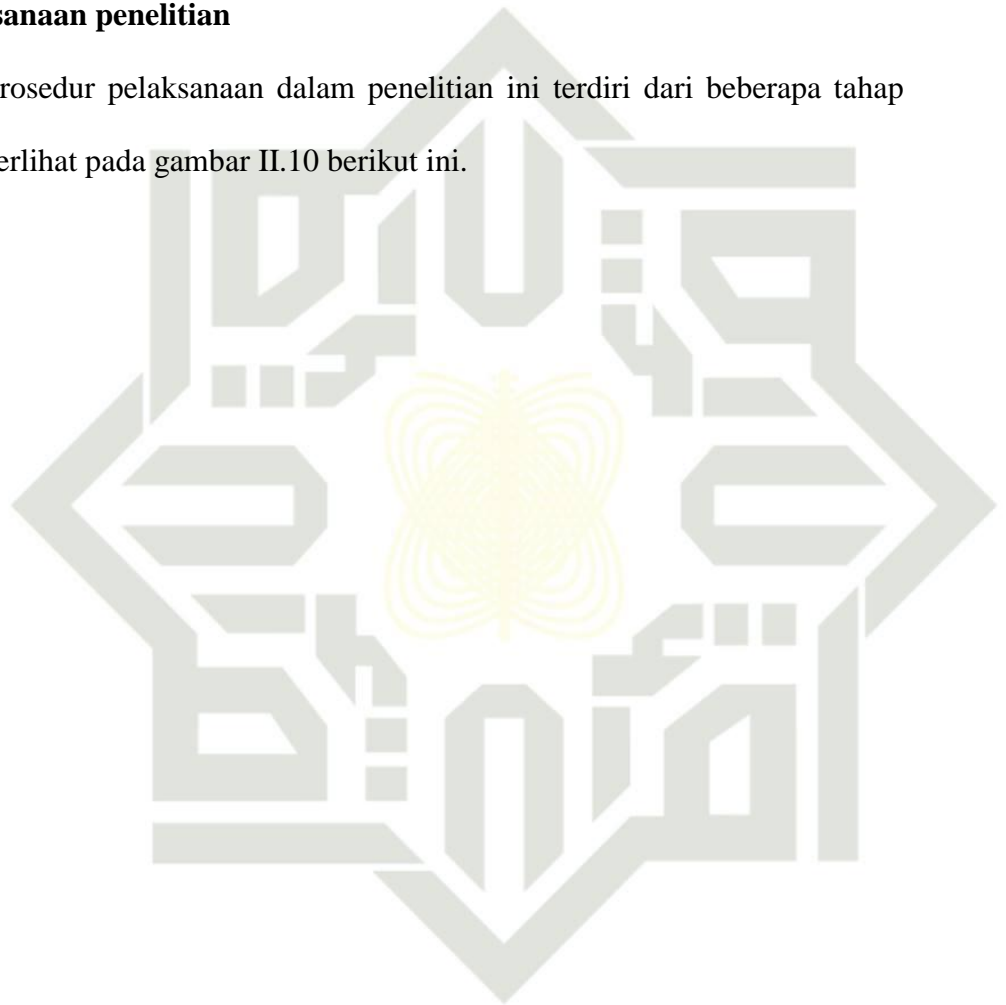 sanaan penelitian
rosedur pelaksanaan dalam penelitian ini terdiri dari beberapa tahap
erlihat pada gambar II.10 berikut ini.